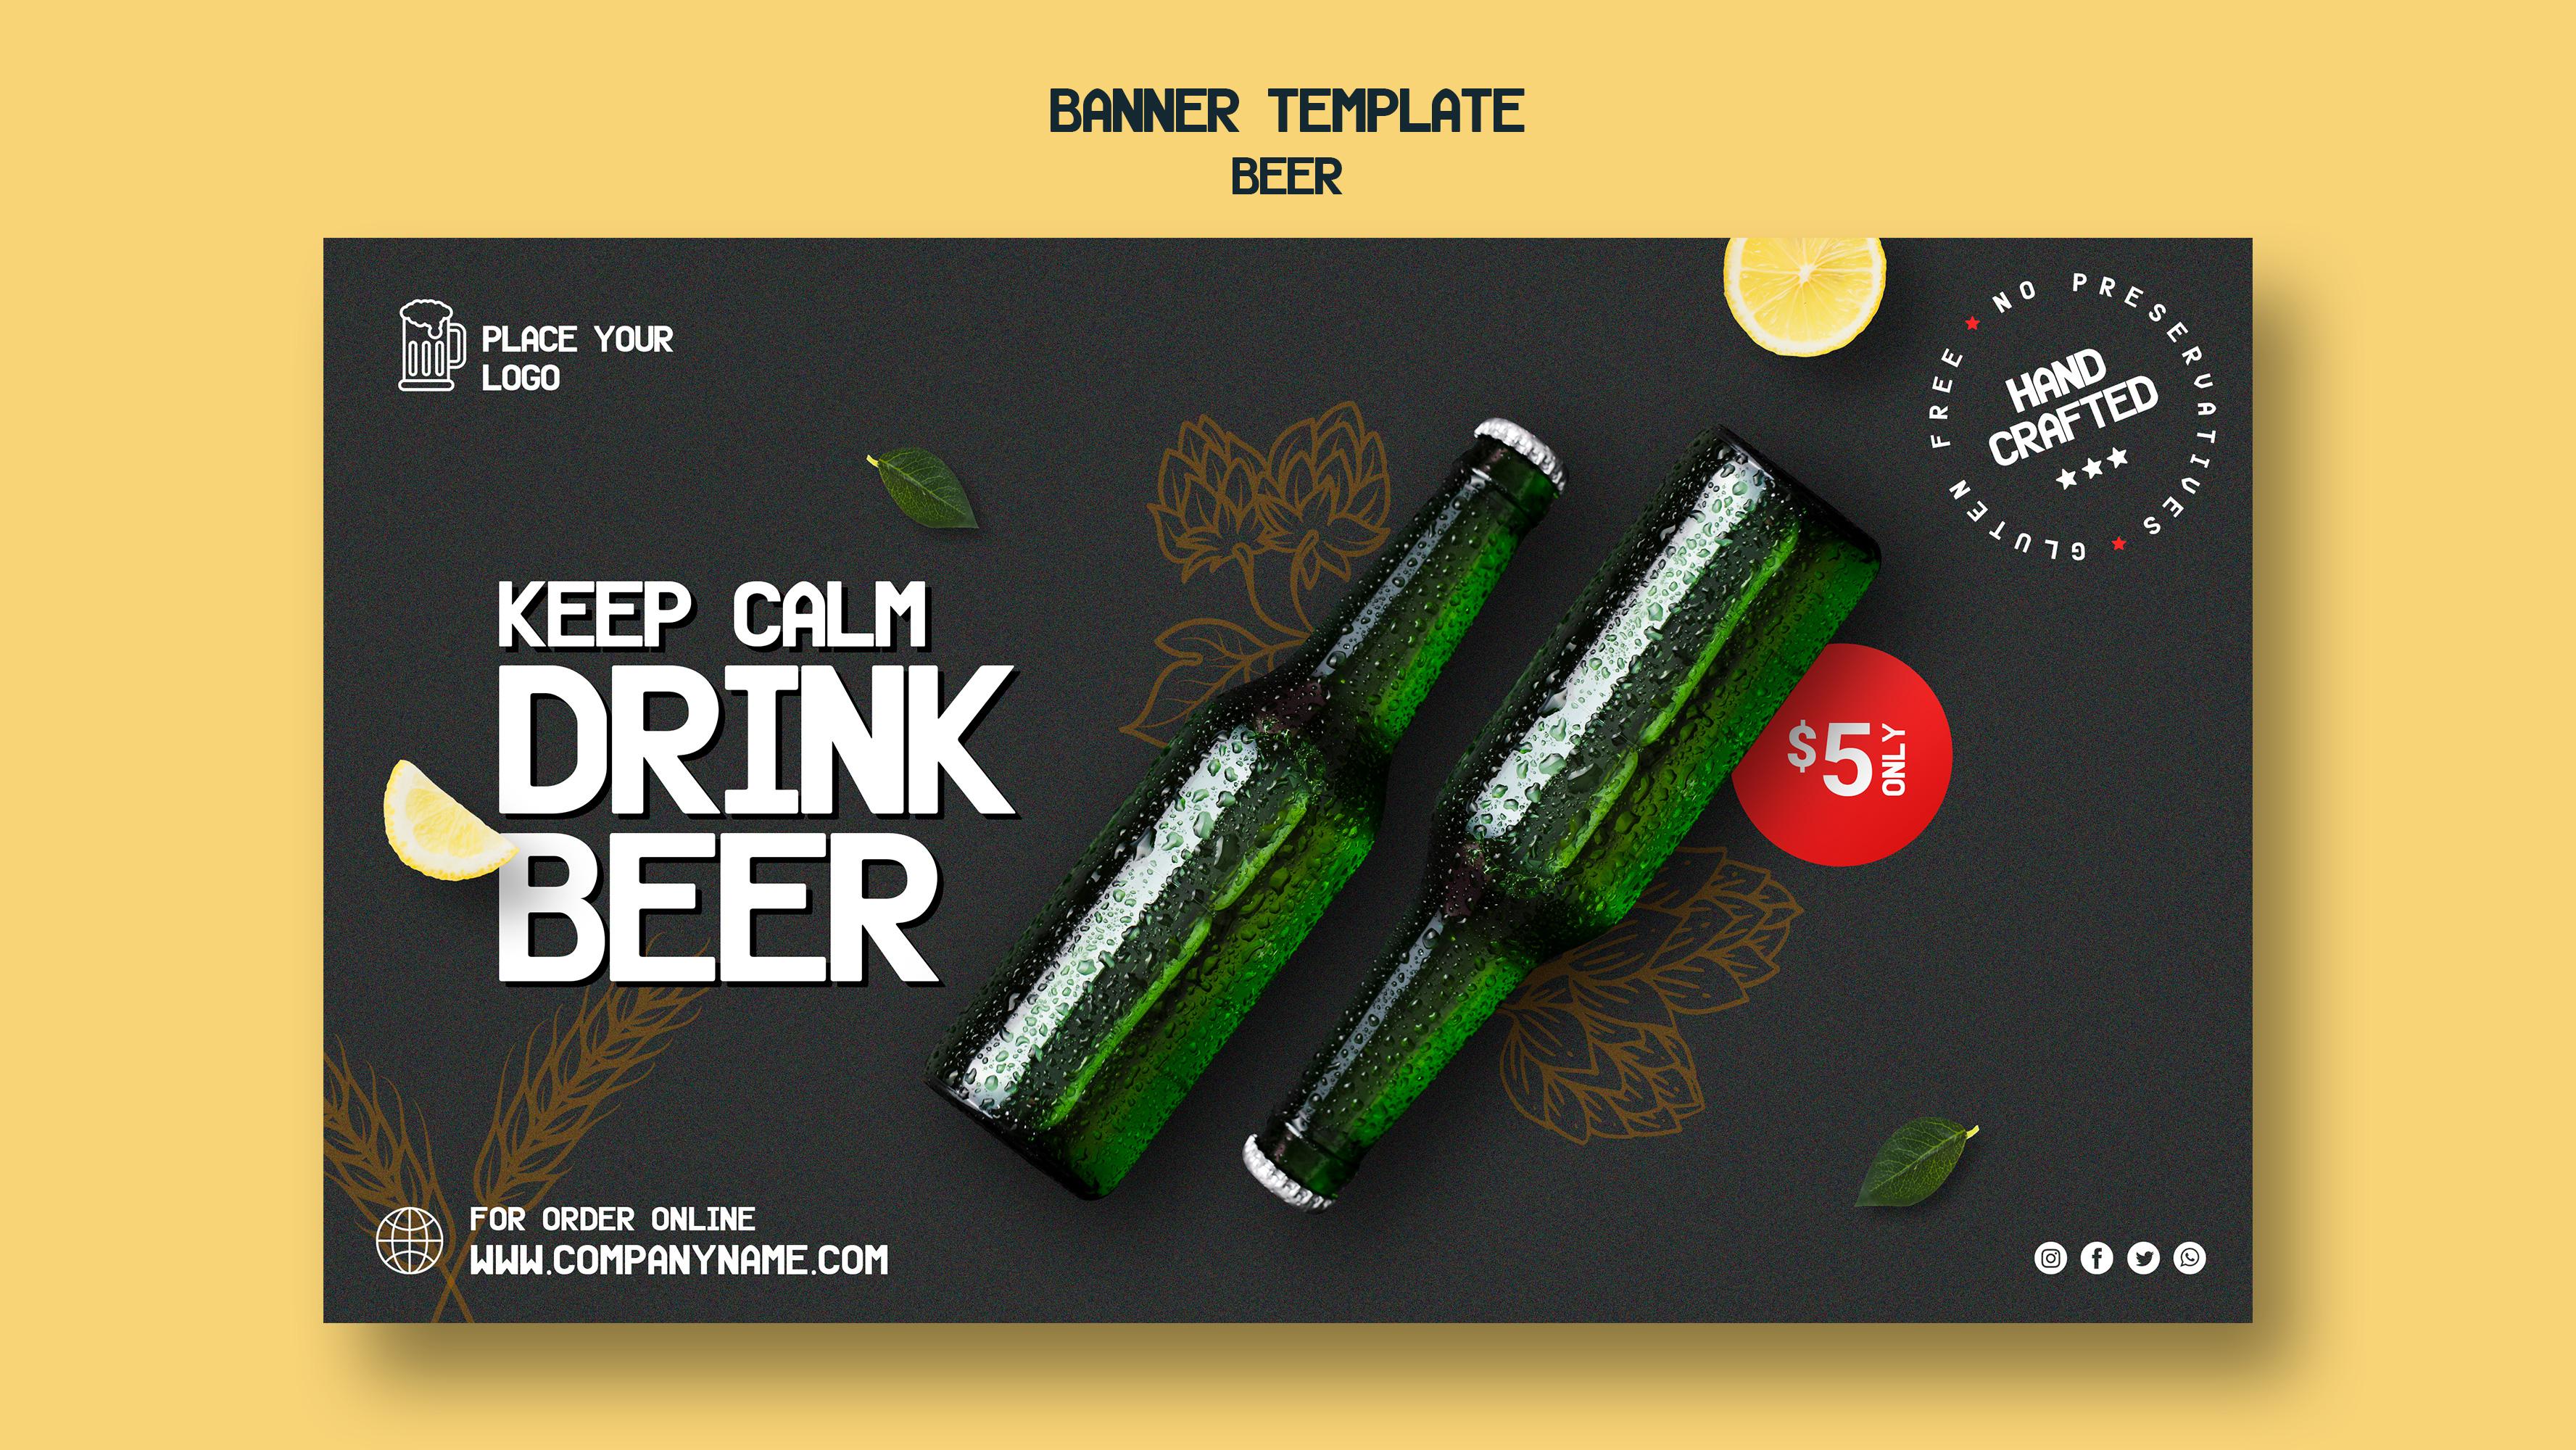 BANNER TEMPLATE
BEER
PLACE YOUR
LOGO
NO PRESERVATIVES
GLUTEN FREE
HAND
CRAFTED
KEEP CALM
DRINK
BEER
$5
ONLY
FOR ORDER ONLINE
WWW.COMPANYNAME.COM